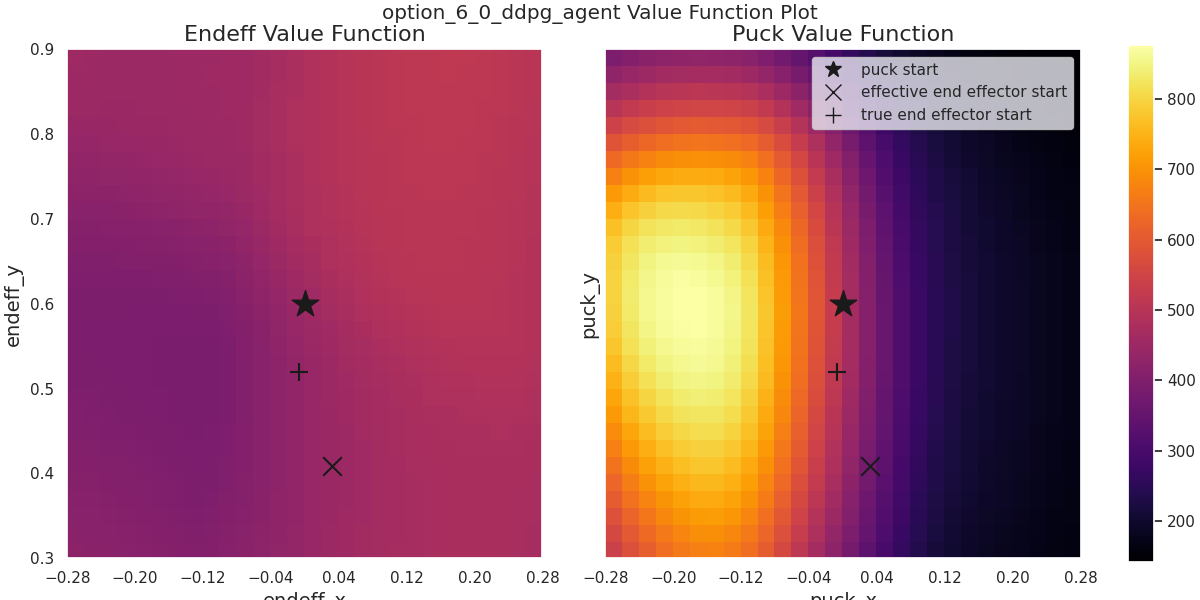 option_6_0_ddpg_agent Value Function Plot
Endeff Value Function
Puck Value Function
0.9
0.8
0.7
0.6
0.5
0.4
0.3
endeff_y
−0.28 −0.20 −0.12 −0.04 0.04 0.12 0.20 0.28
endeff_x
puck start
effective end effector start
true end effector start
puck_y
−0.28 −0.20 −0.12 −0.04 0.04 0.12 0.20 0.28
puck_x
800
700
600
500
400
300
200